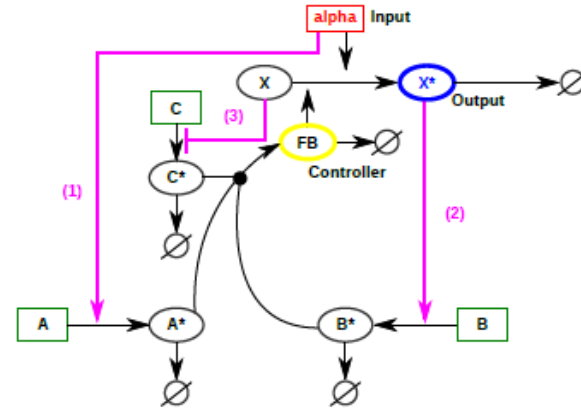 alpha Input
X
X*
Output
C
(3)
FB
Controller
C*
(1)
(2)
A
A*
B*
B